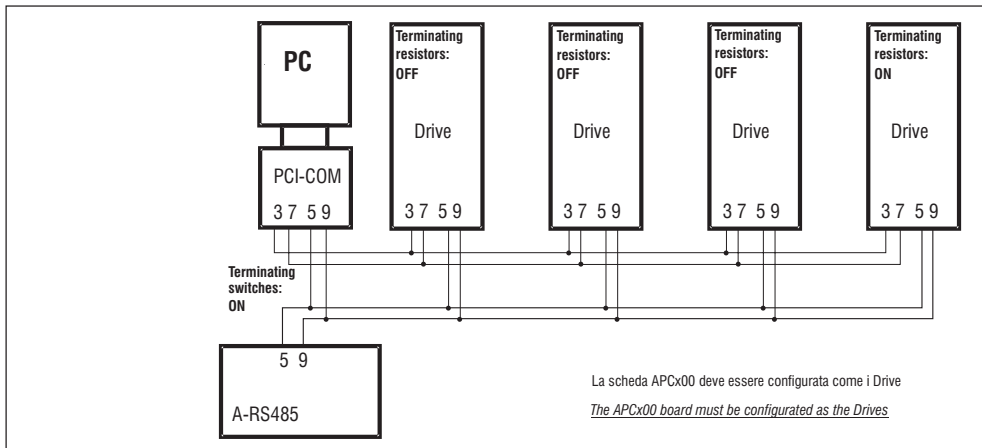 PC
PCI-COM
3 7 5 9
Terminating
switches:
ON
Terminating
resistors:
OFF
Drive
3 7 5 9
Terminating
resistors:
OFF
Drive
3 7 5 9
Terminating
resistors:
OFF
Drive
3 7 5 9
Terminating
resistors:
ON
Drive
3 7 5 9
5 9
A-RS485
La scheda APCx00 deve essere configurata come i Drive
The APCx00 board must be configurated as the Drives